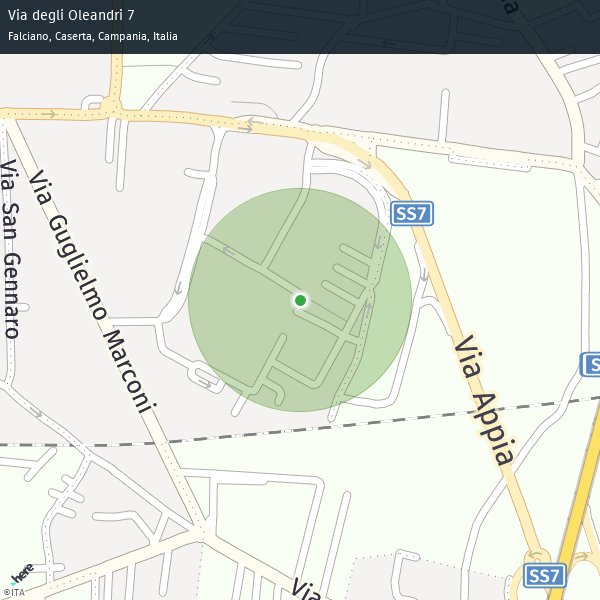 Via degli Oleandri 7
Falciano, Caserta, Campania, Italia
Via San Gennaro
Via Guglielmo Marconi
SS7
Via Appia
SS7
Via
here
©ITA